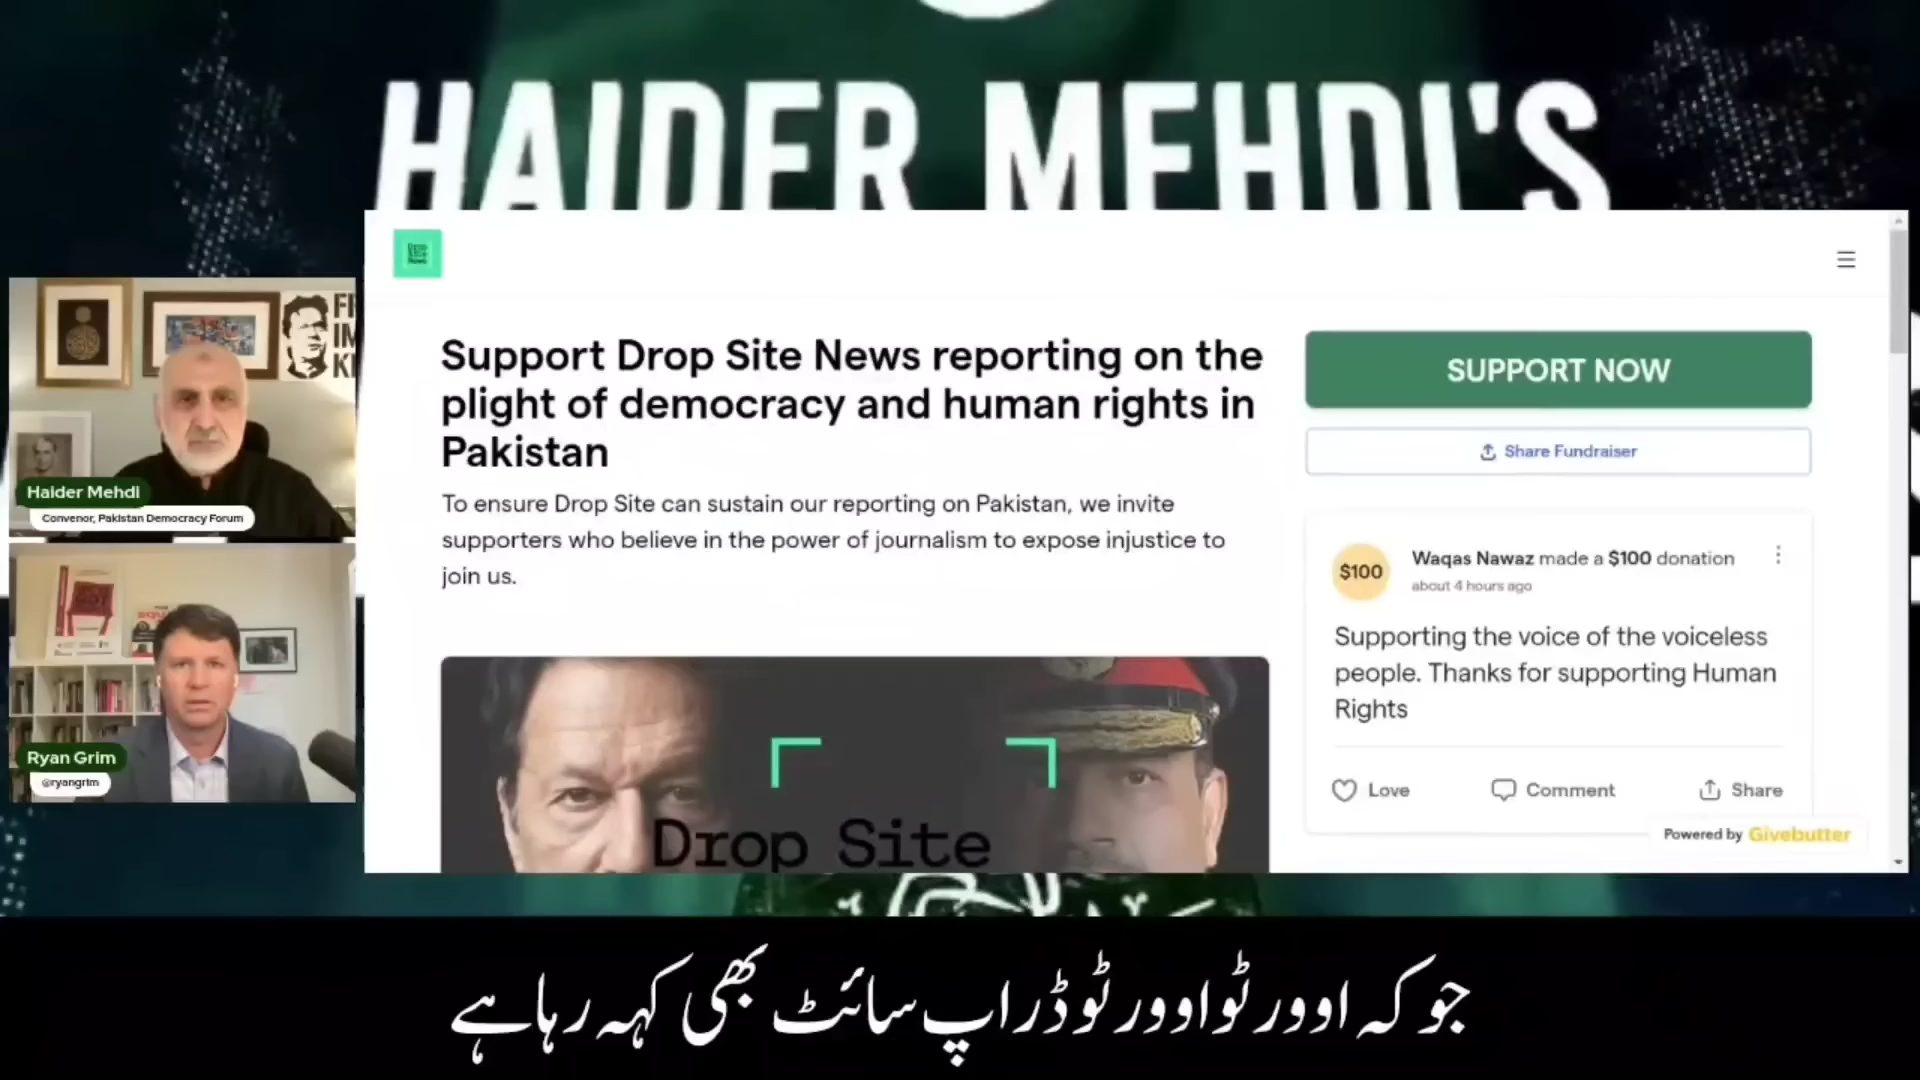 HAIDER MEHDI'S
Drop
Site
News
Support Drop Site News reporting on the
plight of democracy and human rights in
Pakistan
To ensure Drop Site can sustain our reporting on Pakistan, we invite
supporters who believe in the power of journalism to expose injustice to
join us.
Drop Site
SUPPORT NOW
Share Fundraiser
$100
Waqas Nawaz made a $100 donation
about 4 hours ago
Supporting the voice of the voiceless
people. Thanks for supporting Human
Rights
Love
Comment
Share
Powered by Givebutter
Haider Mehdi
Convenor, Pakistan Democracy Forum
Ryan Grim
@ryangrim
جو کہ اوور ٹو اوور ٹو ڈراپ سائٹ بھی کہہ رہا ہے